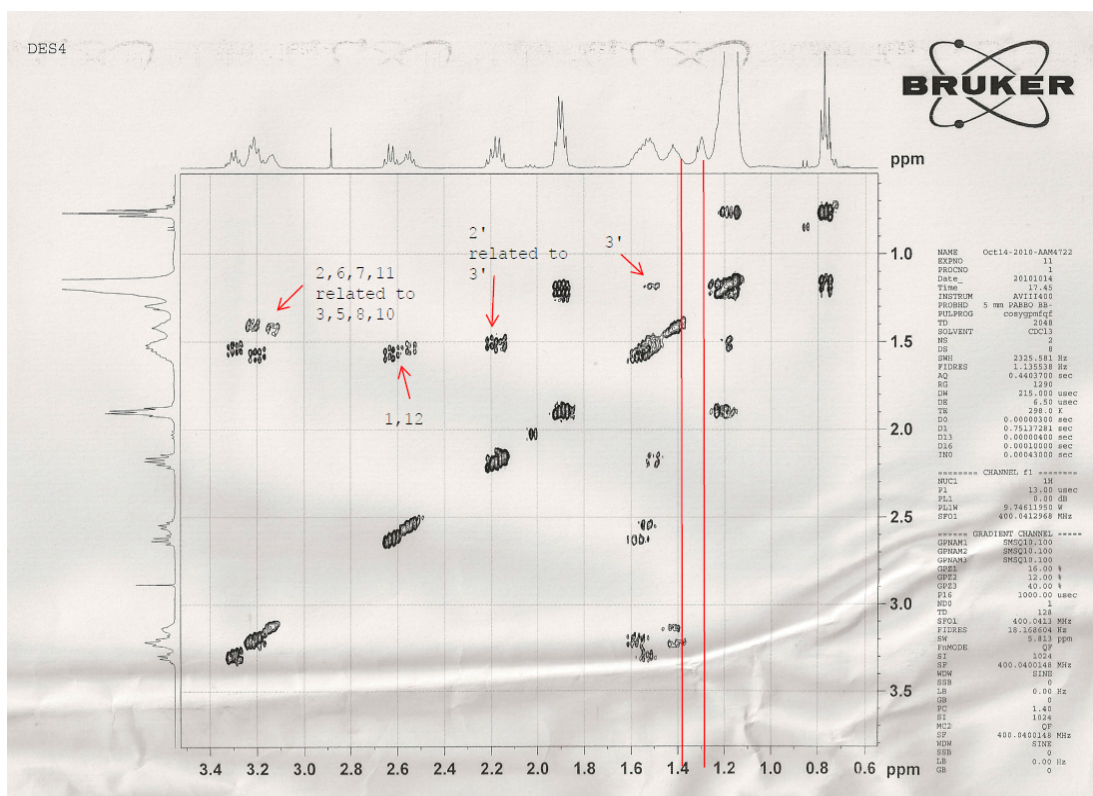 DES4
BRUKER
ppm
2'
related to
3'
3'
2,6,7,11
related to
3,5,8,10
1,12
1.0
1.5
2.0
2.5
3.0
3.5
3.4 3.2 3.0 2.8 2.6 2.4 2.2 2.0 1.8 1.6 1.4 1.2 1.0 0.8 0.6 ppm
NAME Oct14-2010-AAM4722
EXPNO 11
PROCNO 1
Date_ 20101014
Time 17.45
INSTRUM AVIII400
PROBHD 5 mm PABBO BB-
PULPROG cosygpmfqf
TD 2048
SOLVENT CDCl3
NS 2
DS 8
SWH 2325.581 Hz
FIDRES 1.135538 Hz
AQ 0.4403700 sec
RG 1290
DW 215.000 usec
DE 6.50 usec
TE 298.0 K
D0 0.00000300 sec
D1 0.75137281 sec
D13 0.00000400 sec
D16 0.00010000 sec
IN0 0.00043000 sec
======== CHANNEL f1 ========
NUC1 1H
P1 13.00 usec
PL1 0.00 dB
PL1W 9.74611950 W
SFO1 400.0412968 MHz
====== GRADIENT CHANNEL =====
GPNAM1 SMSQ10.100
GPNAM2 SMSQ10.100
GPNAM3 SMSQ10.100
GPZ1 16.00 %
GPZ2 12.00 %
GPZ3 40.00 %
P16 1000.00 usec
ND0 1
TD 128
SFO1 400.0413 MHz
FIDRES 18.168604 Hz
SW 5.813 ppm
FnMODE QF
SI 1024
SF 400.0400148 MHz
WDW SINE
SSB 0
LB 0.00 Hz
GB 0
PC 1.40
SI 1024
MC2 QF
SF 400.0400148 MHz
WDW SINE
SSB 0
LB 0.00 Hz
GB 0